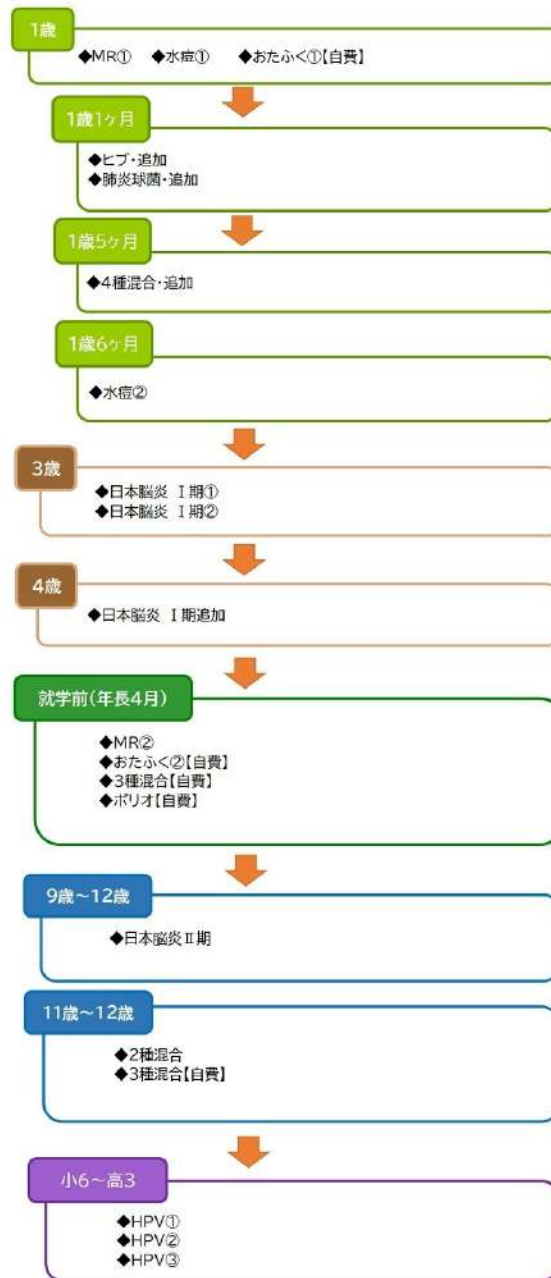 1歳
◆MR① ◆水痘① ◆おたふく①【自費】
1歳1ヶ月
◆ヒブ・追加
◆肺炎球菌・追加
1歳5ヶ月
◆4種混合・追加
1歳6ヶ月
◆水痘②
3歳
◆日本脳炎 Ⅰ期①
◆日本脳炎 Ⅰ期②
4歳
◆日本脳炎 Ⅰ期追加
就学前(年長4月)
◆MR②
◆おたふく②【自費】
◆3種混合【自費】
◆ポリオ【自費】
9歳～12歳
◆日本脳炎Ⅱ期
11歳～12歳
◆2種混合
◆3種混合【自費】
小6～高3
◆HPV①
◆HPV②
◆HPV③